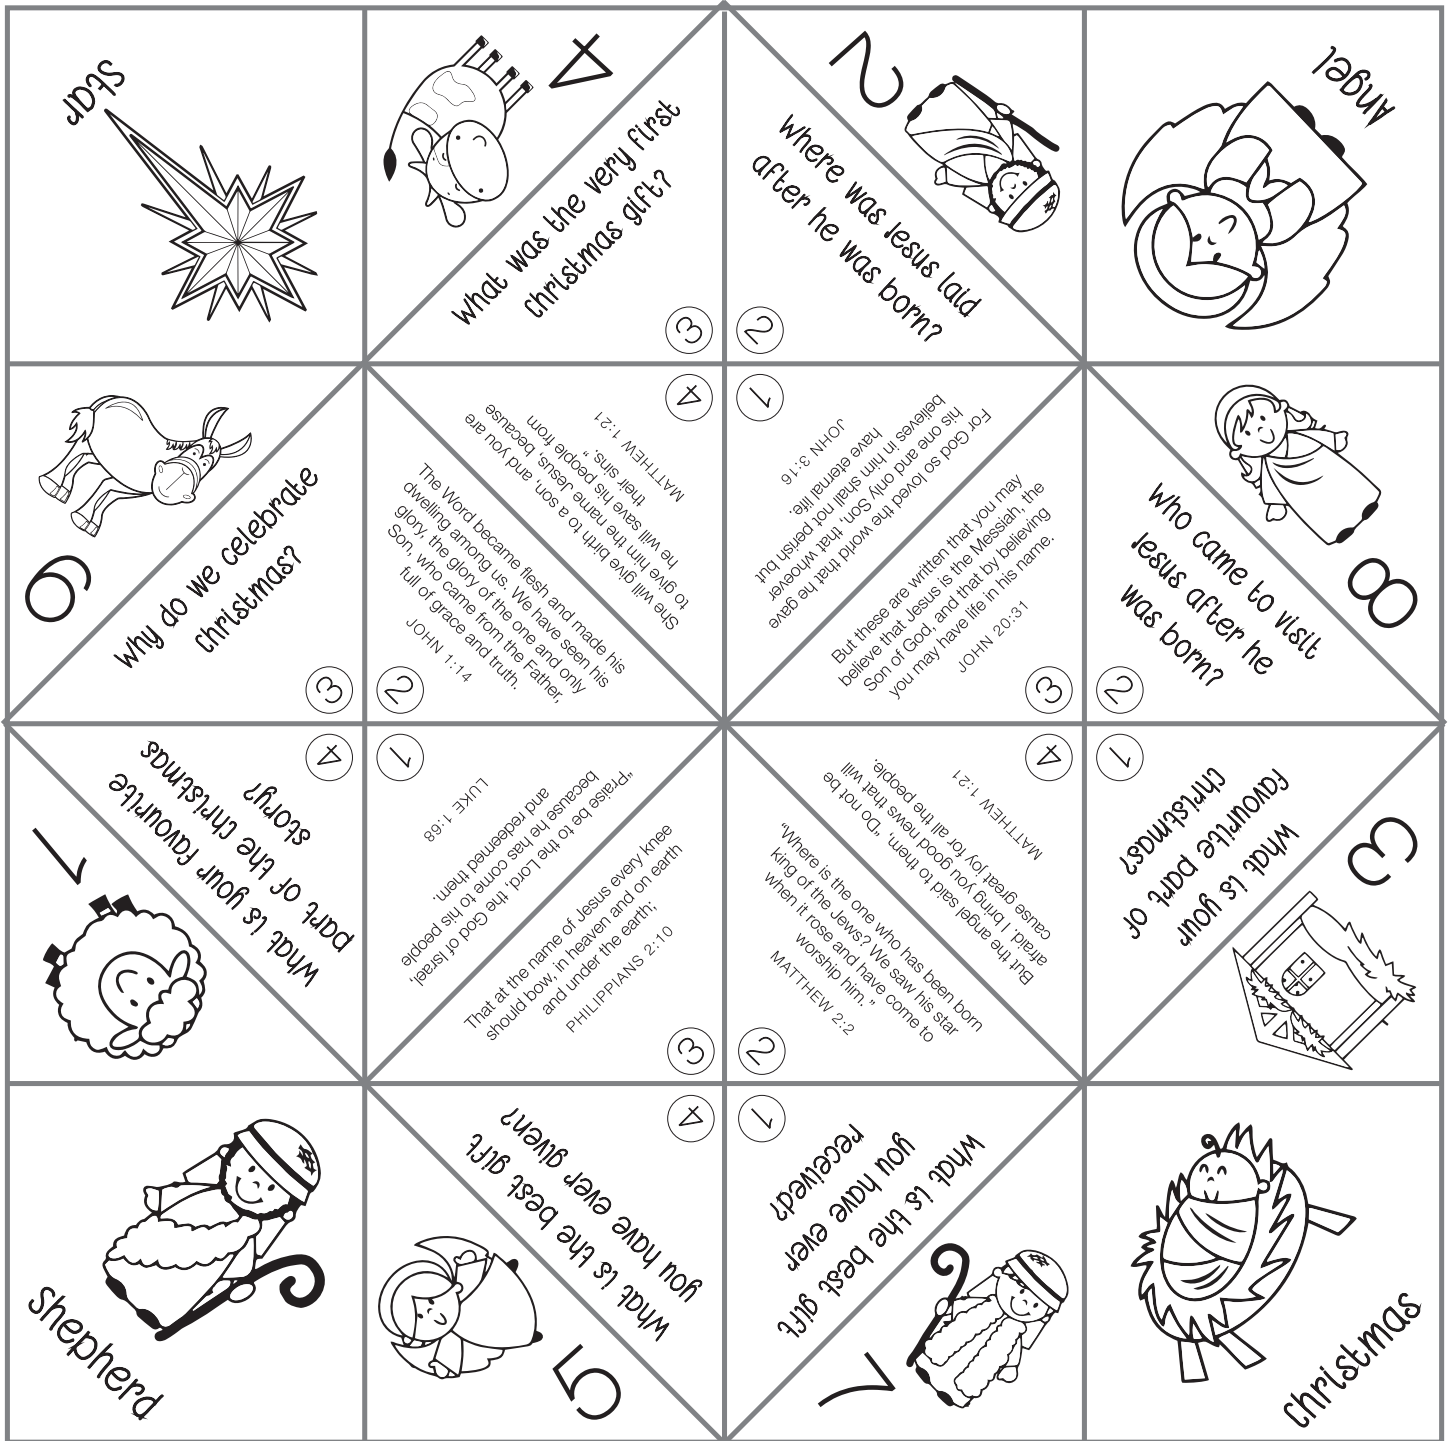 Star
4
What was the very first
Christmas gift?
3
2
Where was Jesus laid
after he was born?
2
Angel
6
Why do we celebrate
Christmas?
3
4
She will give birth to a son, and you are
to give him the name Jesus, because
he will save his people from
their sins.”
MATTHEW 1:21
2
The Word became flesh and made his
dwelling among us. We have seen his
glory, the glory of the one and only
Son, who came from the Father,
full of grace and truth.
JOHN 1:14
1
For God so loved the world that he gave
his one and only Son, that whoever
believes in him shall not perish but
have eternal life.
JOHN 3:16
3
But these are written that you may
believe that Jesus is the Messiah, the
Son of God, and that by believing
you may have life in his name.
JOHN 20:31
8
Who came to visit
Jesus after he
was born?
2
1
What is your favourite
part of the Christmas
story?
4
1
“Praise be to the Lord, the God of Israel,
because he has come to his people
and redeemed them.
LUKE 1:68
3
That at the name of Jesus every knee
should bow, in heaven and on earth
and under the earth;
PHILIPPIANS 2:10
4
But the angel said to them, “Do not be
afraid. I bring you good news that will
cause great joy for all the people.
MATTHEW 1:21
2
“Where is the one who has been born
king of the Jews? We saw his star
when it rose and have come to
worship him.”
MATTHEW 2:2
3
What is your
favourite part of
Christmas?
1
Shepherd
5
What is the best gift
you have ever given?
4
7
What is the best gift
you have ever
received?
1
Christmas